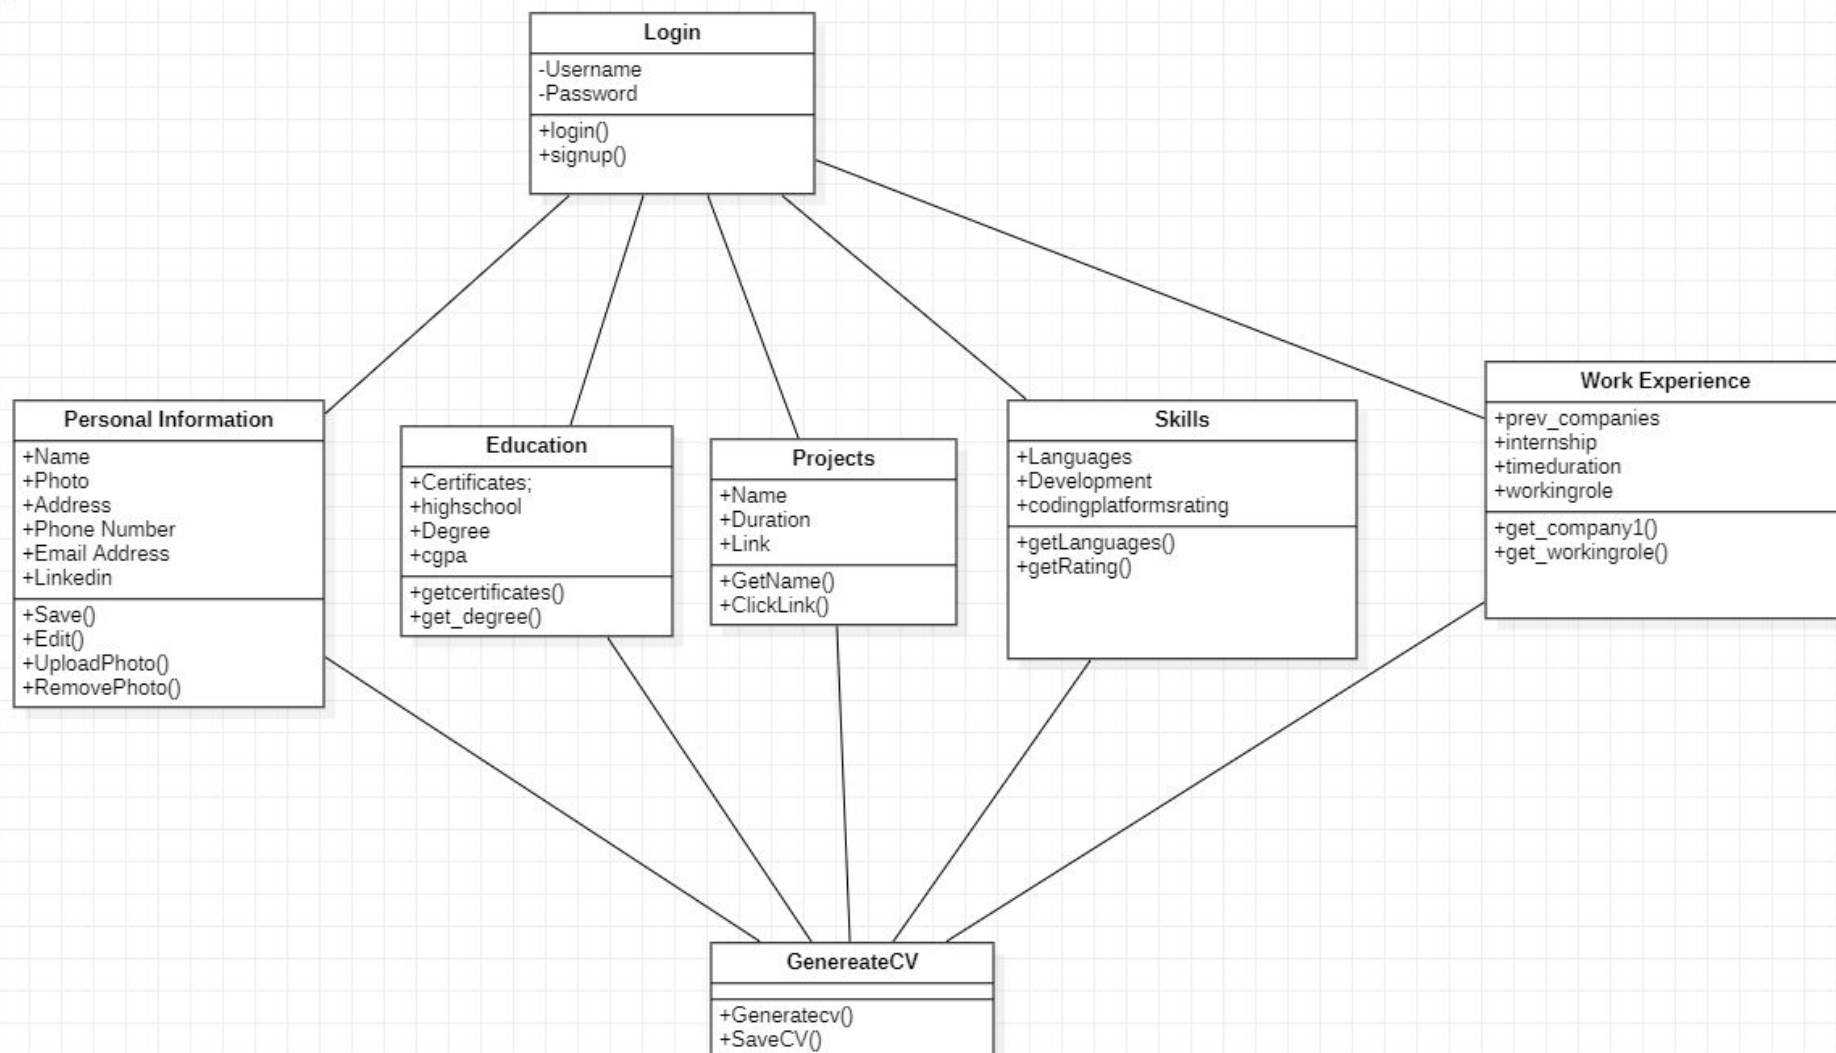 Login
-Username
-Password
+login()
+signup()
Personal Information
+Name
+Photo
+Address
+Phone Number
+Email Address
+Linkedin
+Save()
+Edit()
+UploadPhoto()
+RemovePhoto()
Education
+Certificates;
+highschool
+Degree
+cgpa
+getcertificates()
+get_degree()
Projects
+Name
+Duration
+Link
+GetName()
+ClickLink()
Skills
+Languages
+Development
+codingplatformsrating
+getLanguages()
+getRating()
Work Experience
+prev_companies
+internship
+timeduration
+workingrole
+get_company1()
+get_workingrole()
GenereateCV
+Generatecv()
+SaveCV()